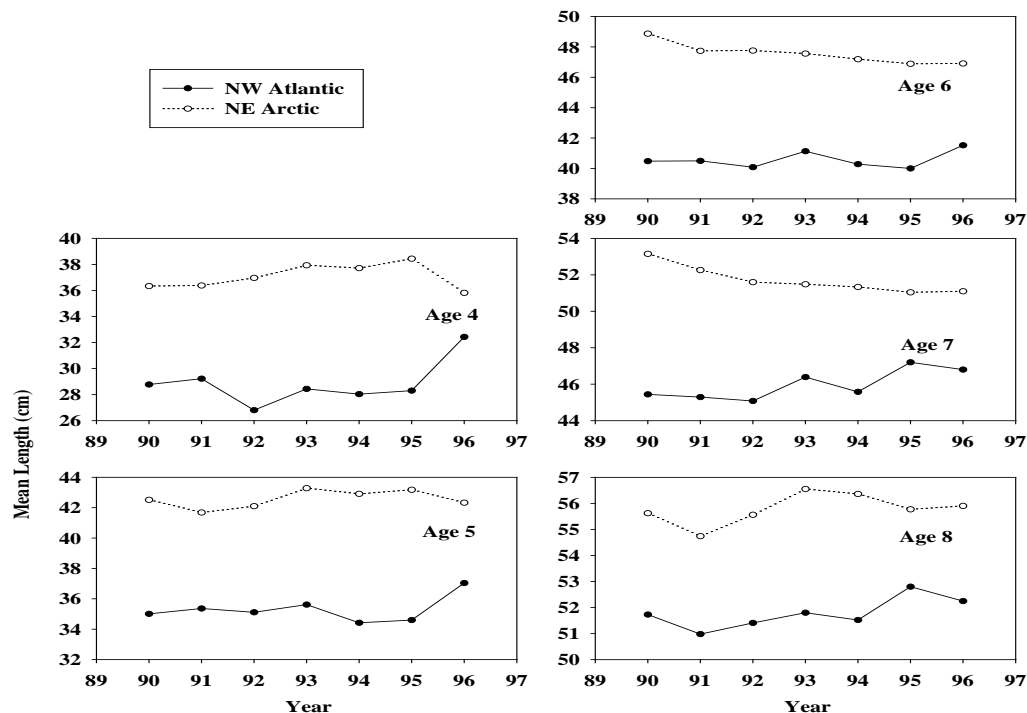 NW Atlantic
NE Arctic
50
48
46
44
42
40
38
Age 6
89 90 91 92 93 94 95 96 97
Mean Length (cm)
40
38
36
34
32
30
28
26
Age 4
89 90 91 92 93 94 95 96 97
54
52
50
48
46
44
Age 7
89 90 91 92 93 94 95 96 97
44
42
40
38
36
34
32
Age 5
89 90 91 92 93 94 95 96 97
Year
57
56
55
54
53
52
51
50
Age 8
89 90 91 92 93 94 95 96 97
Year